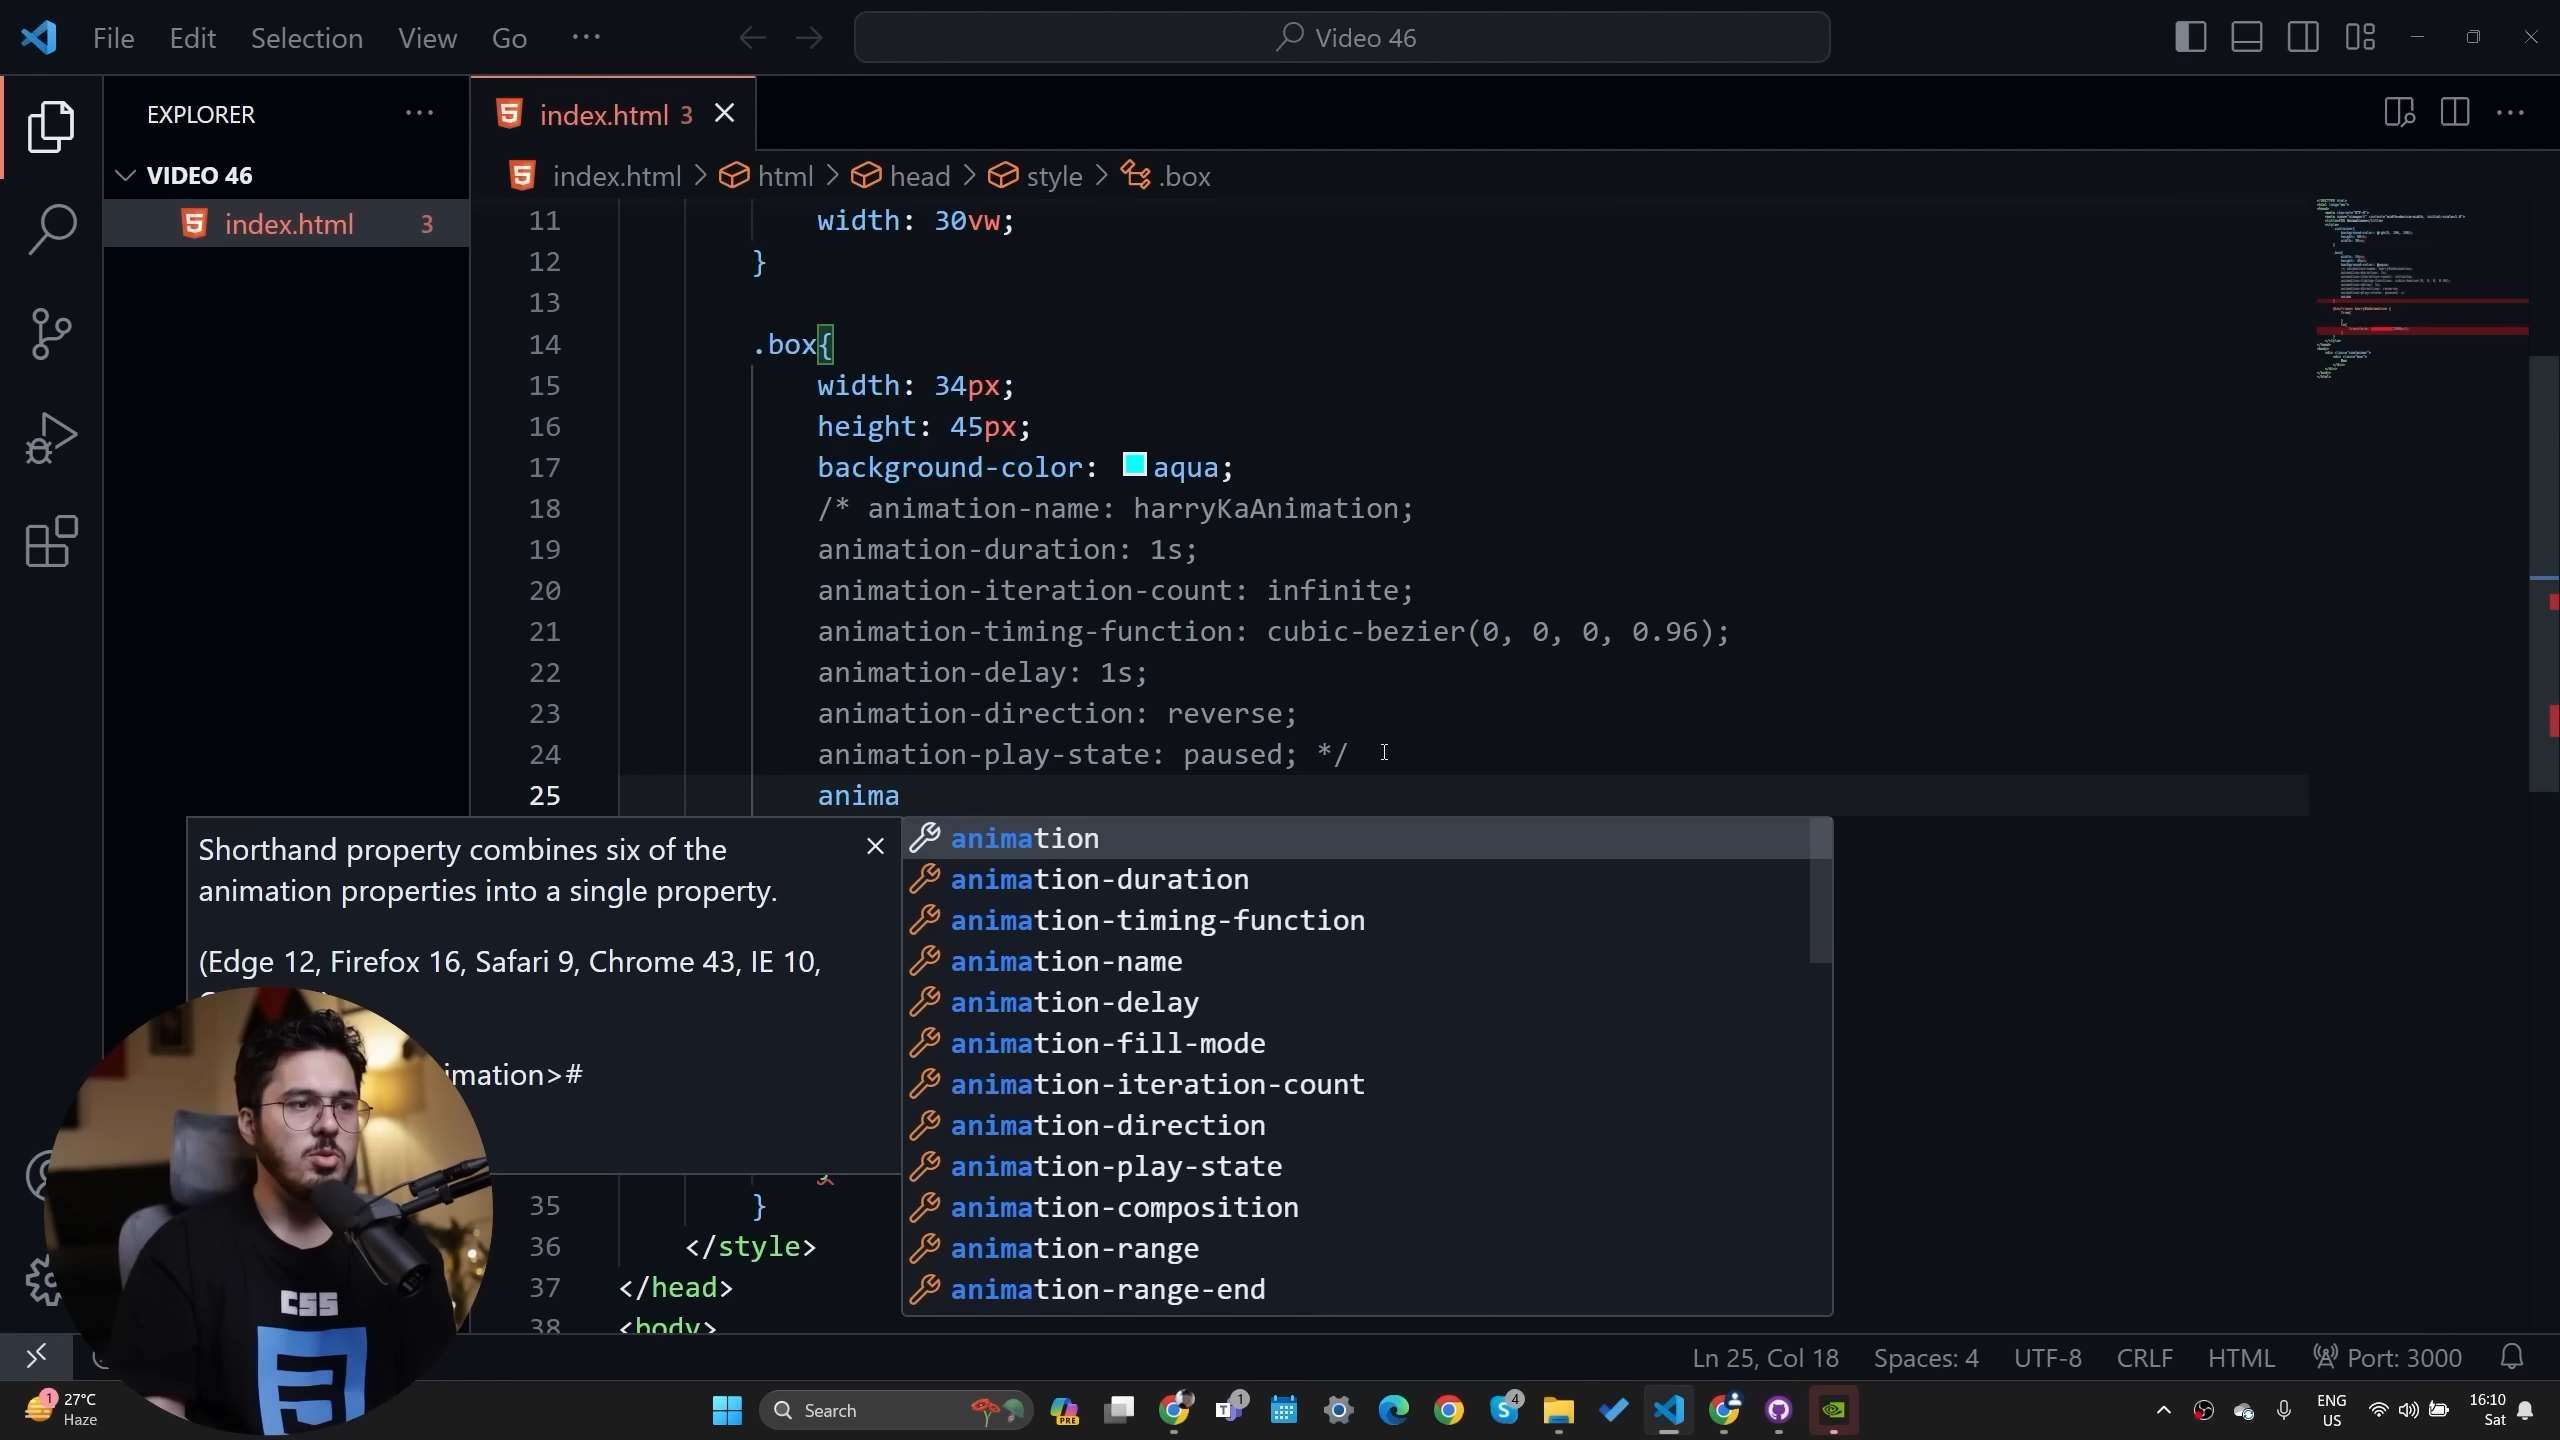 File Edit Selection View Go ...
Video 46
EXPLORER ...
index.html 3
VIDEO 46
index.html 3
index.html > html > head > style > .box
11 width: 30vw;
12 }
13
14 .box{
15 width: 34px;
16 height: 45px;
17 background-color: aqua;
18 /* animation-name: harryKaAnimation;
19 animation-duration: 1s;
20 animation-iteration-count: infinite;
21 animation-timing-function: cubic-bezier(0, 0, 0, 0.96);
22 animation-delay: 1s;
23 animation-direction: reverse;
24 animation-play-state: paused; */
25 anima
Shorthand property combines six of the
animation properties into a single property.
(Edge 12, Firefox 16, Safari 9, Chrome 43, IE 10,
imation>#
animation
animation-duration
animation-timing-function
animation-name
animation-delay
animation-fill-mode
animation-iteration-count
animation-direction
animation-play-state
animation-composition
animation-range
animation-range-end
35 }
36 </style>
37 </head>
38 <body>
CSS
Ln 25, Col 18 Spaces: 4 UTF-8 CRLF HTML Port: 3000
1
27°C
Haze
Search
PRE
1
4
ENG
US
16:10
Sat